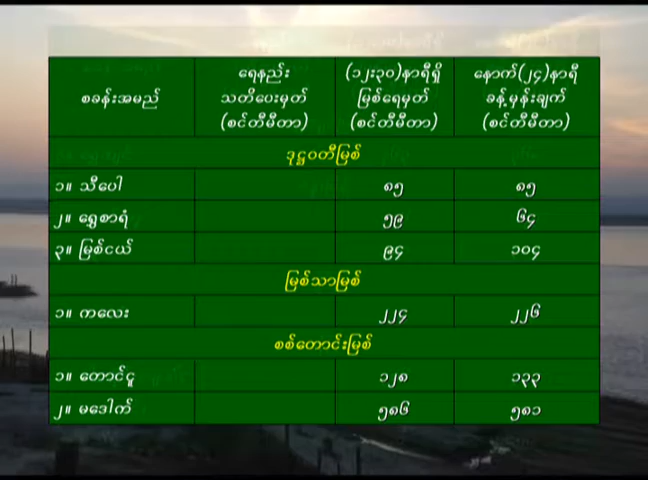 စခန်းအမည်
ရေနည်း
သတိပေးမှတ်
(စင်တီမီတာ)
(၁၂း၃၀)နာရီရှိ
မြစ်ရေမှတ်
(စင်တီမီတာ)
နောက်(၂၄)နာရီ
ခန့်မှန်းချက်
(စင်တီမီတာ)
ဒုဋ္ဌဝတီမြစ်
၁။ သီပေါ ၈၅ ၈၅
၂။ ရွှေစာရံ ၅၉ ၆၄
၃။ မြစ်ငယ် ၉၄ ၁၀၄
မြစ်သာမြစ်
၁။ ကလေး ၂၂၄ ၂၂၆
စစ်တောင်းမြစ်
၁။ တောင်ငူ ၁၂၈ ၁၃၃
၂။ မဒေါက် ၅၈၆ ၅၈၁